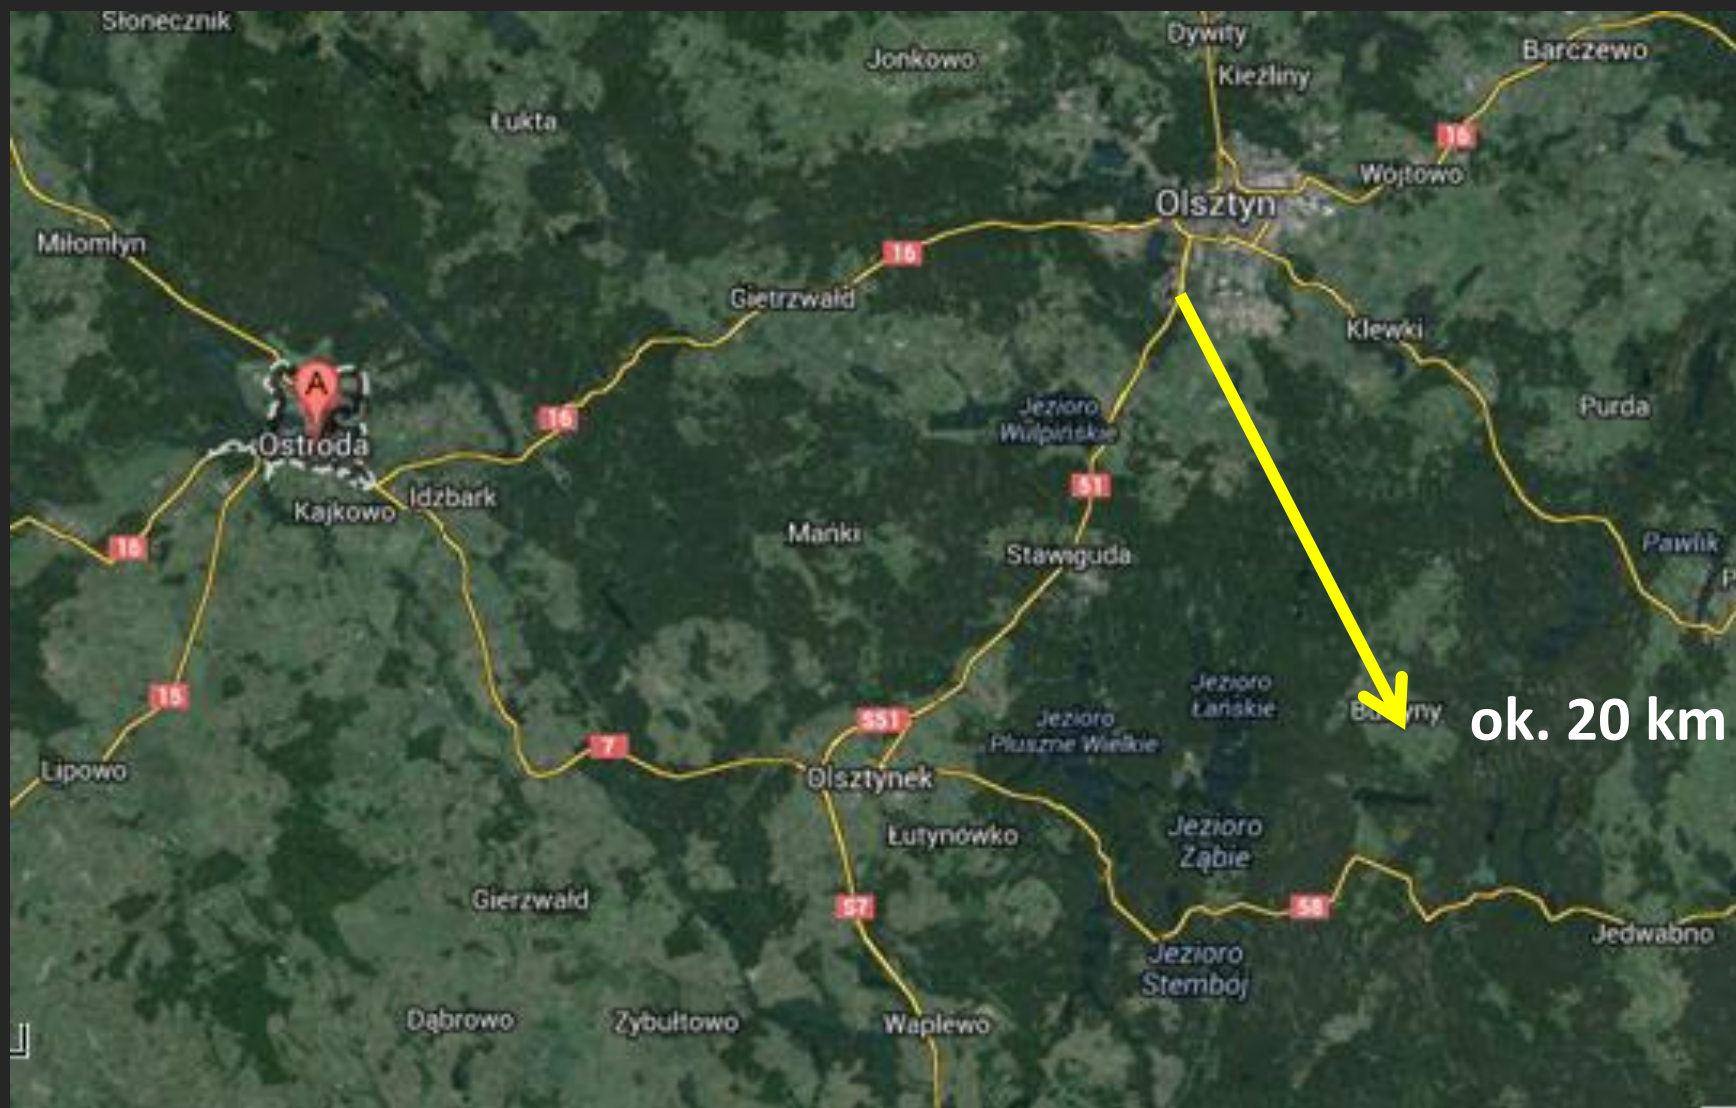 Słonecznik
Dywity
Barczewo
Jonkowo
Kieźliny
Łukta
16
Wójtowo
Olsztyn
Miłomłyn
16
Gietrzwałd
Klewki
A
Jezioro
Wulpińskie
Purda
16
Ostróda
Idzbark
51
Kajkowo
Mańki
16
Stawiguda
Pawlik
P
15
Jezioro
Łańskie
S51
Jezioro
Pluszne Wielkie
ok. 20 km
7
Lipowo
Olsztynek
Łutynówko
Jezioro
Ząbie
Gierzwałd
S7
58
Jedwabno
Jezioro
Stembój
Dąbrowo
Zybułtowo
Waplewo